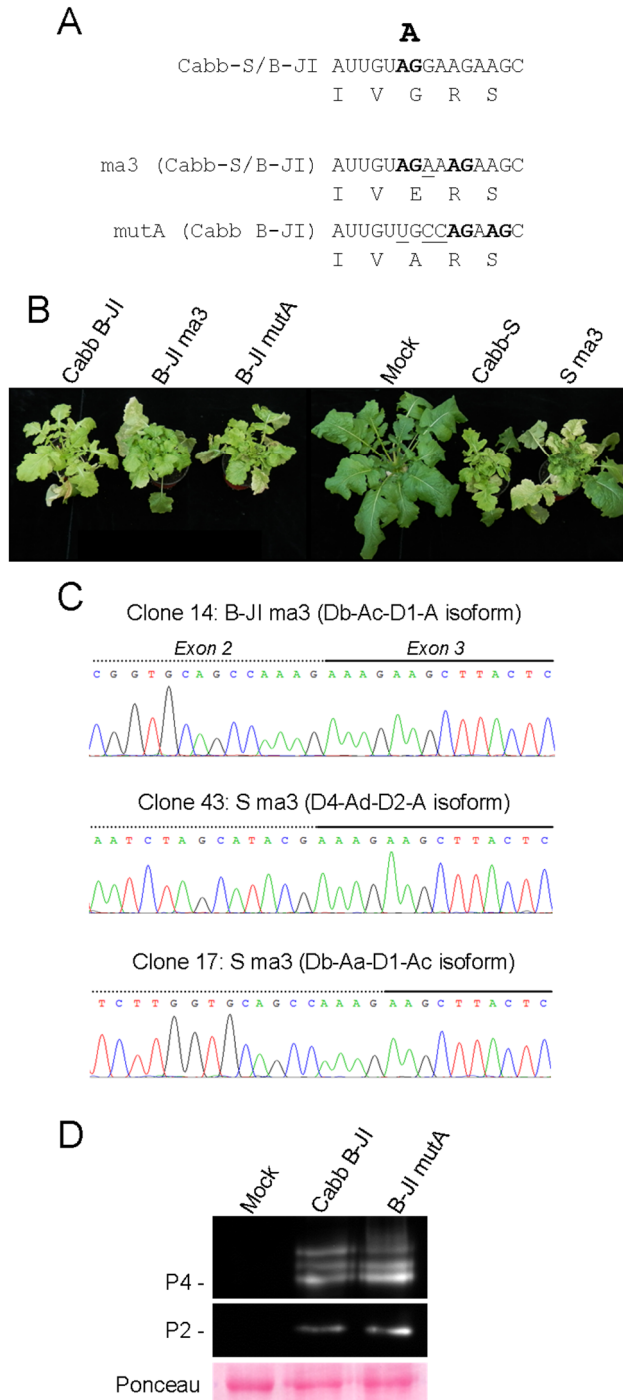 A
A
Cabb-S/B-JI AUUGUAGGAAGAAGC
I V G R S
ma3 (Cabb-S/B-JI) AUUGUAGAAAGAAGC
I V E R S
mutA (Cabb B-JI) AUUGUUGCCAGAAGC
I V A R S
B
Cabb B-JI
B-JI ma3
B-JI mutA
Mock
Cabb-S
S ma3
C
Clone 14: B-JI ma3 (Db-Ac-D1-A isoform)
Exon 2 Exon 3
C G G T G C A G C C A A A G A A A G A A G C T T A C T C
Clone 43: S ma3 (D4-Ad-D2-A isoform)
A A T C T A G C A T A C G A A A G A A G C T T A C T C
Clone 17: S ma3 (Db-Aa-D1-Ac isoform)
T C T T G G T G C A G C C A A A G A A G C T T A C T C
D
Mock
Cabb B-JI
B-JI mutA
P4 -
P2 -
Ponceau